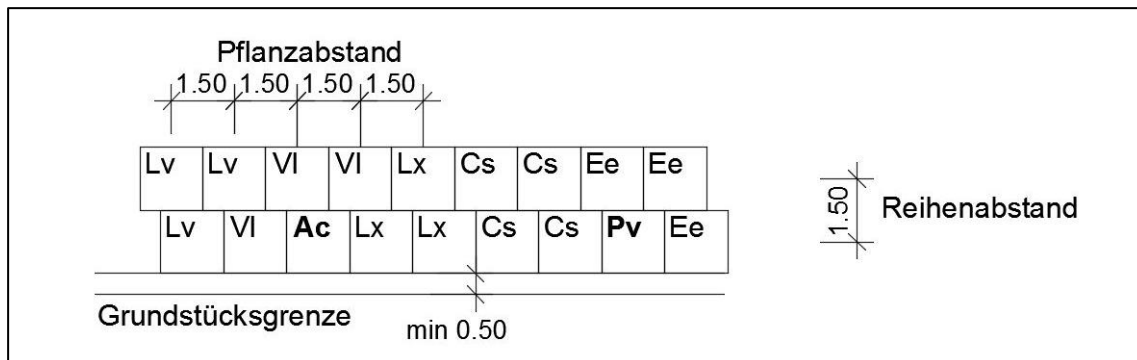 Pflanzabstand
1.50 1.50 1.50 1.50
Lv Lv Vl Vl Lx Cs Cs Ee Ee
1.50
Reihenabstand
Lv Vl Ac Lx Lx Cs Cs Pv Ee
Grundstücksgrenze
min 0.50